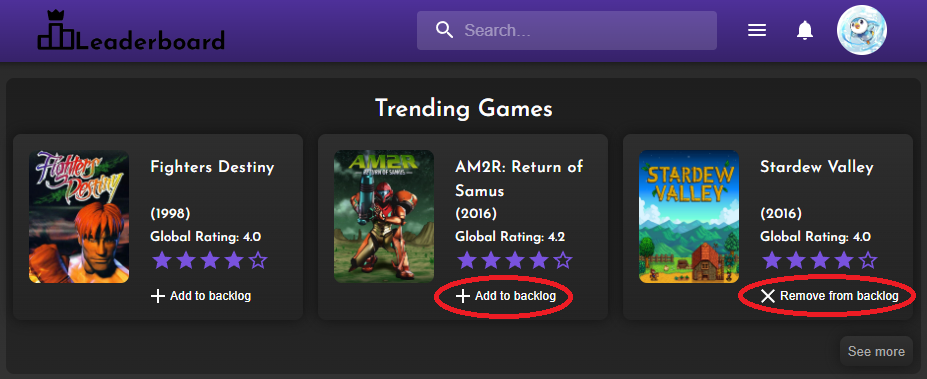 Leaderboard
Search...
Trending Games
Fighters Destiny
Fighters Destiny
(1998)
Global Rating: 4.0
Add to backlog
AM2R
RETURN OF SAMUS
AM2R: Return of
Samus
(2016)
Global Rating: 4.2
Add to backlog
STARDEW
VALLEY
Stardew Valley
(2016)
Global Rating: 4.0
Remove from backlog
See more